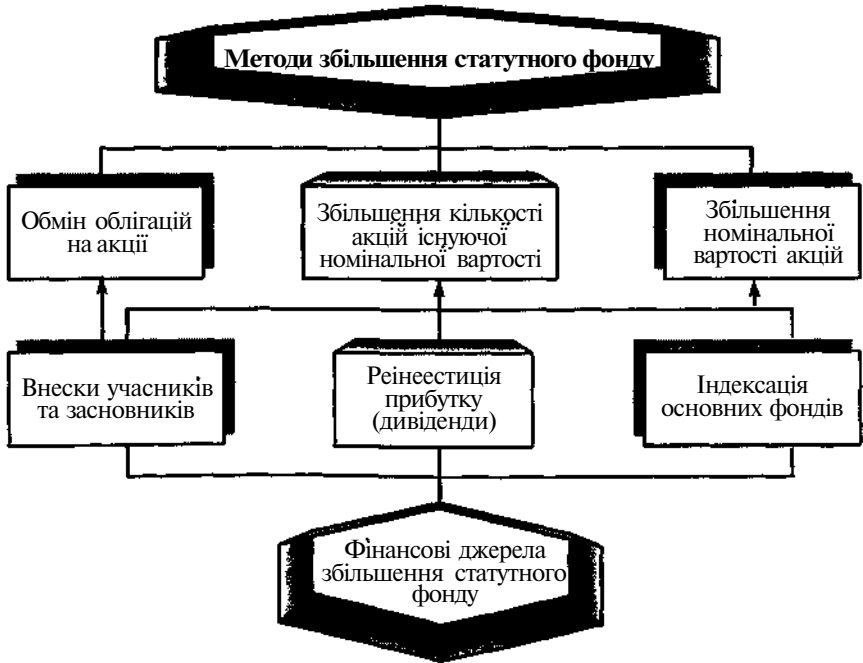 Методи збільшення статутного фонду
Обмін облігацій
на акції
Збільшення кількості
акцій існуючої
номінальної вартості
Збільшення
номінальної
вартості акцій
Внески учасників
та засновників
Реінеестиція
прибутку
(дивіденди)
Індексація
основних фондів
Фінансові джерела
збільшення статутного
фонду